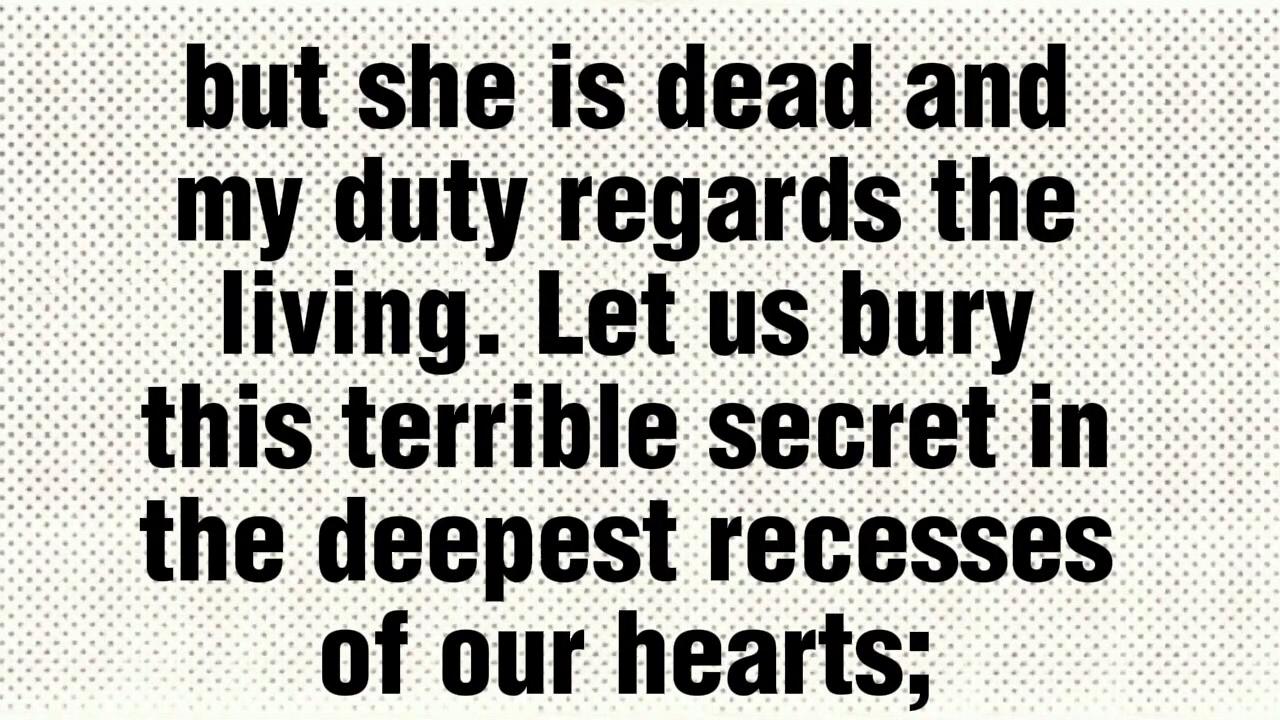 but she is dead and
my duty regards the
living. Let us bury
this terrible secret in
the deepest recesses
of our hearts;